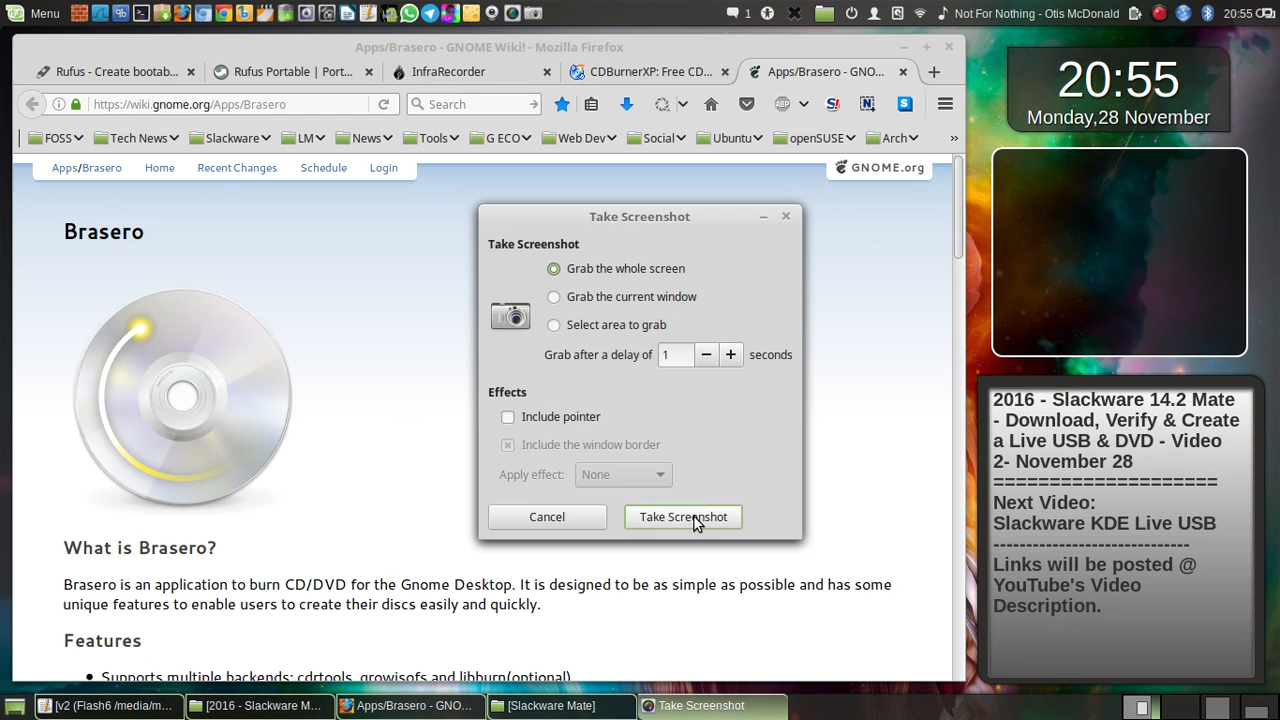 Menu
1
Not For Nothing - Otis McDonald
20:55
Apps/Brasero - GNOME Wiki! - Mozilla Firefox
Rufus - Create bootab...
Rufus Portable | Port...
InfraRecorder
CDBurnerXP: Free CD...
Apps/Brasero - GNO...
https://wiki.gnome.org/Apps/Brasero
Search
ABP
S!
N
S
FOSS
Tech News
Slackware
LM
News
Tools
G ECO
Web Dev
Social
Ubuntu
openSUSE
Arch
»
Apps/Brasero
Home
RecentChanges
Schedule
Login
GNOME.org
Brasero
What is Brasero?
Brasero is an application to burn CD/DVD for the Gnome Desktop. It is designed to be as simple as possible and has some
unique features to enable users to create their discs easily and quickly.
Features
Supports multiple backends: cdrtools, growisofs and libburn(optional)
Take Screenshot
Take Screenshot
Grab the whole screen
Grab the current window
Select area to grab
Grab after a delay of 1 seconds
Effects
Include pointer
Include the window border
Apply effect: None
Cancel
Take Screenshot
20:55
Monday,28 November
2016 - Slackware 14.2 Mate
- Download, Verify & Create
a Live USB & DVD - Video
2- November 28
=====================
Next Video:
Slackware KDE Live USB
----------------------------
Links will be posted @
YouTube's Video
Description.
[v2 (Flash6 /media/m...
[2016 - Slackware M...
Apps/Brasero - GNO...
[Slackware Mate]
Take Screenshot